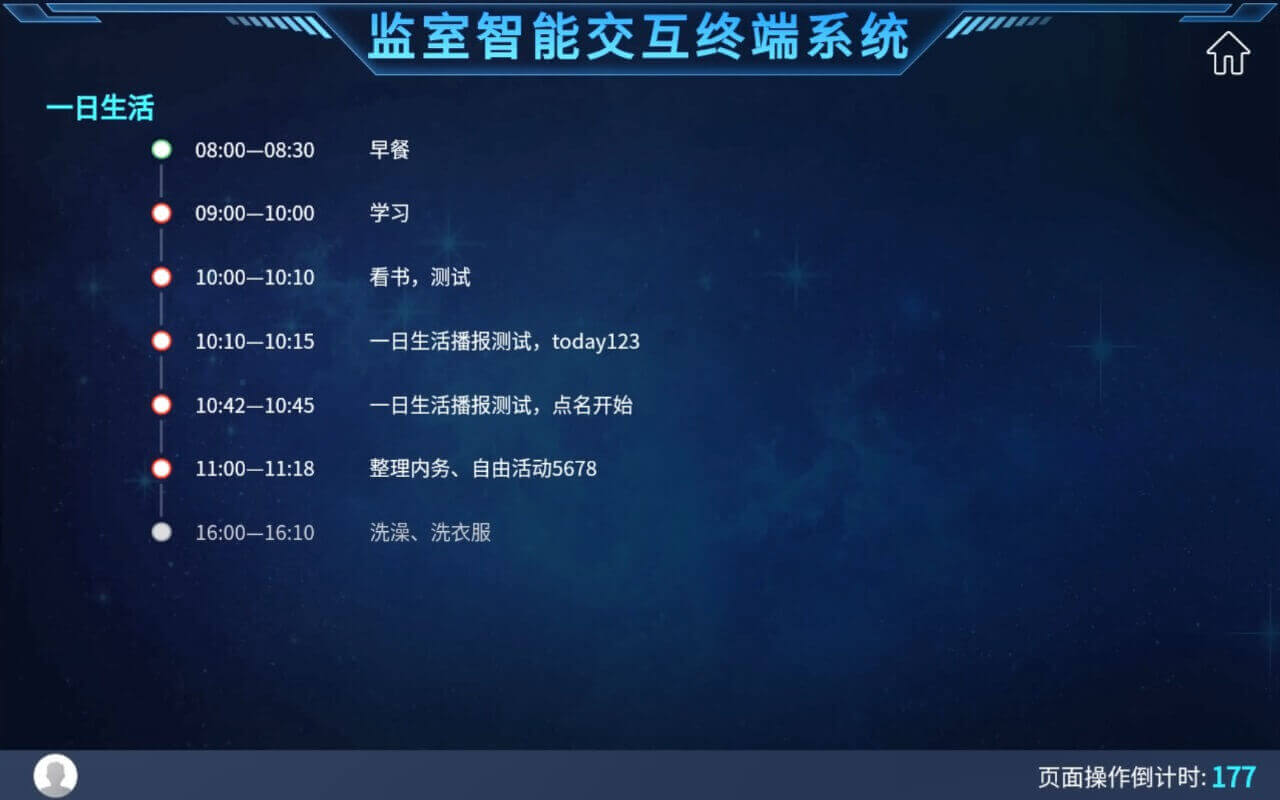 监室智能交互终端系统
一日生活
08:00—08:30 早餐
09:00—10:00 学习
10:00—10:10 看书，测试
10:10—10:15 一日生活播报测试，today123
10:42—10:45 一日生活播报测试，点名开始
11:00—11:18 整理内务、自由活动5678
16:00—16:10 洗澡、洗衣服
页面操作倒计时: 177